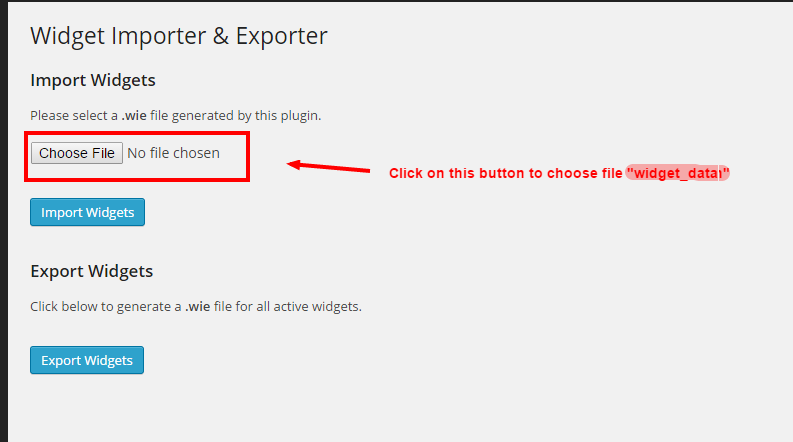 Widget Importer & Exporter
Import Widgets
Please select a .wie file generated by this plugin.
Choose File No file chosen
Click on this button to choose file "widget_data"
Import Widgets
Export Widgets
Click below to generate a .wie file for all active widgets.
Export Widgets